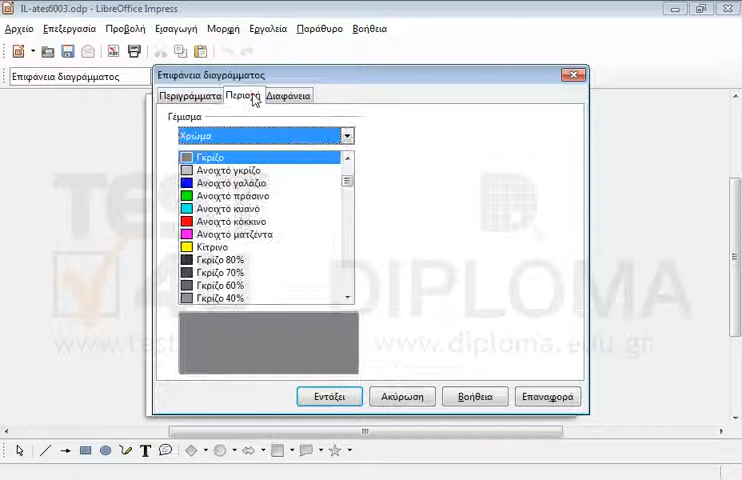 IL-ates6003.odp - LibreOffice Impress
Αρχείο Επεξεργασία Προβολή Εισαγωγή Μορφή Εργαλεία Παράθυρο Βοήθεια
Επιφάνεια διαγράμματος
Επιφάνεια διαγράμματος
Περιγράμματα Περιοχή Διαφάνεια
Γέμισμα
Χρώμα
Γκρίζο
Ανοιχτό γκρίζο
Ανοιχτό γαλάζιο
Ανοιχτό πράσινο
Ανοιχτό κυανό
Ανοιχτό κόκκινο
Ανοιχτό ματζέντα
Κίτρινο
Γκρίζο 80%
Γκρίζο 70%
Γκρίζο 60%
Γκρίζο 40%
DIPLOMA
www.diploma.edu.gr
Εντάξει Ακύρωση Βοήθεια Επαναφορά